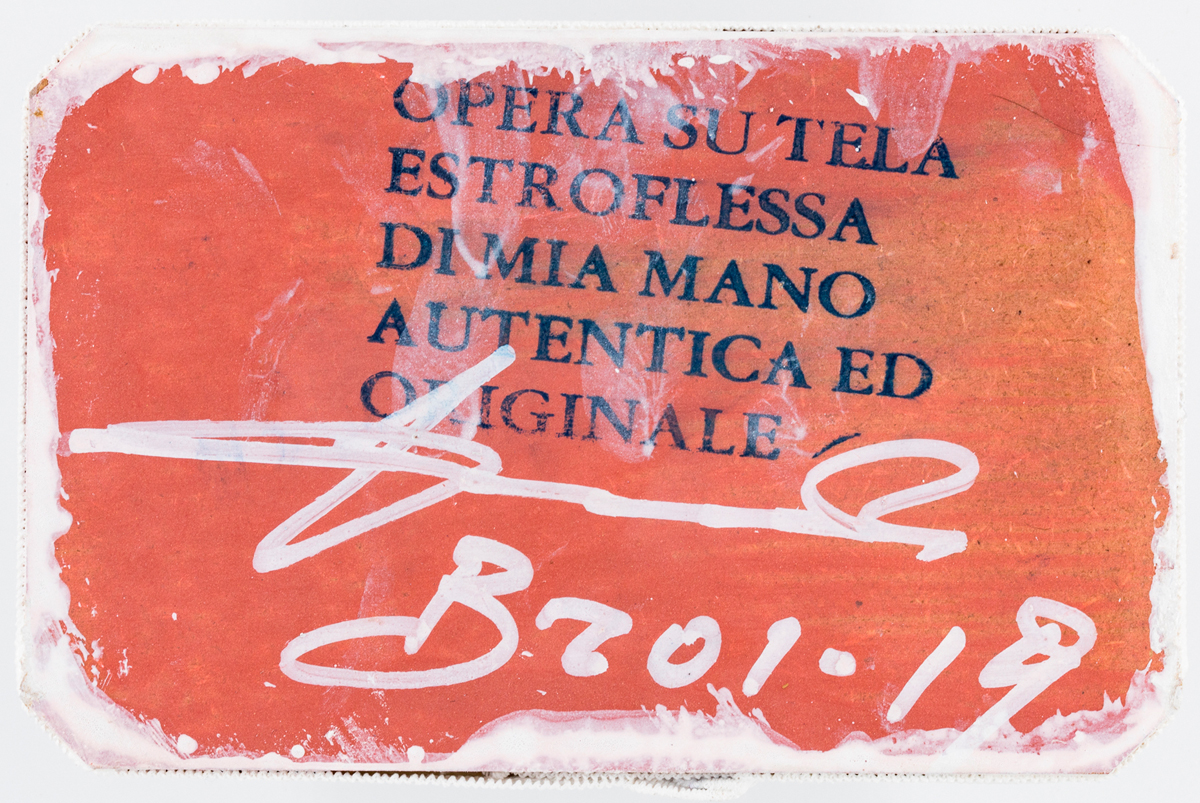 OPERA SU TELA
ESTROFLESSA
DI MIA MANO
AUTENTICA ED
ORIGINALE
B201.19